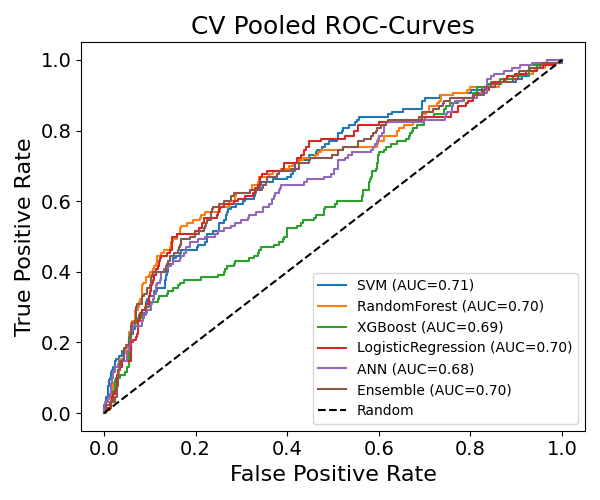 CV Pooled ROC-Curves
True Positive Rate
1.0
0.8
0.6
0.4
0.2
0.0
SVM (AUC=0.71)
RandomForest (AUC=0.70)
XGBoost (AUC=0.69)
LogisticRegression (AUC=0.70)
ANN (AUC=0.68)
Ensemble (AUC=0.70)
Random
0.0 0.2 0.4 0.6 0.8 1.0
False Positive Rate